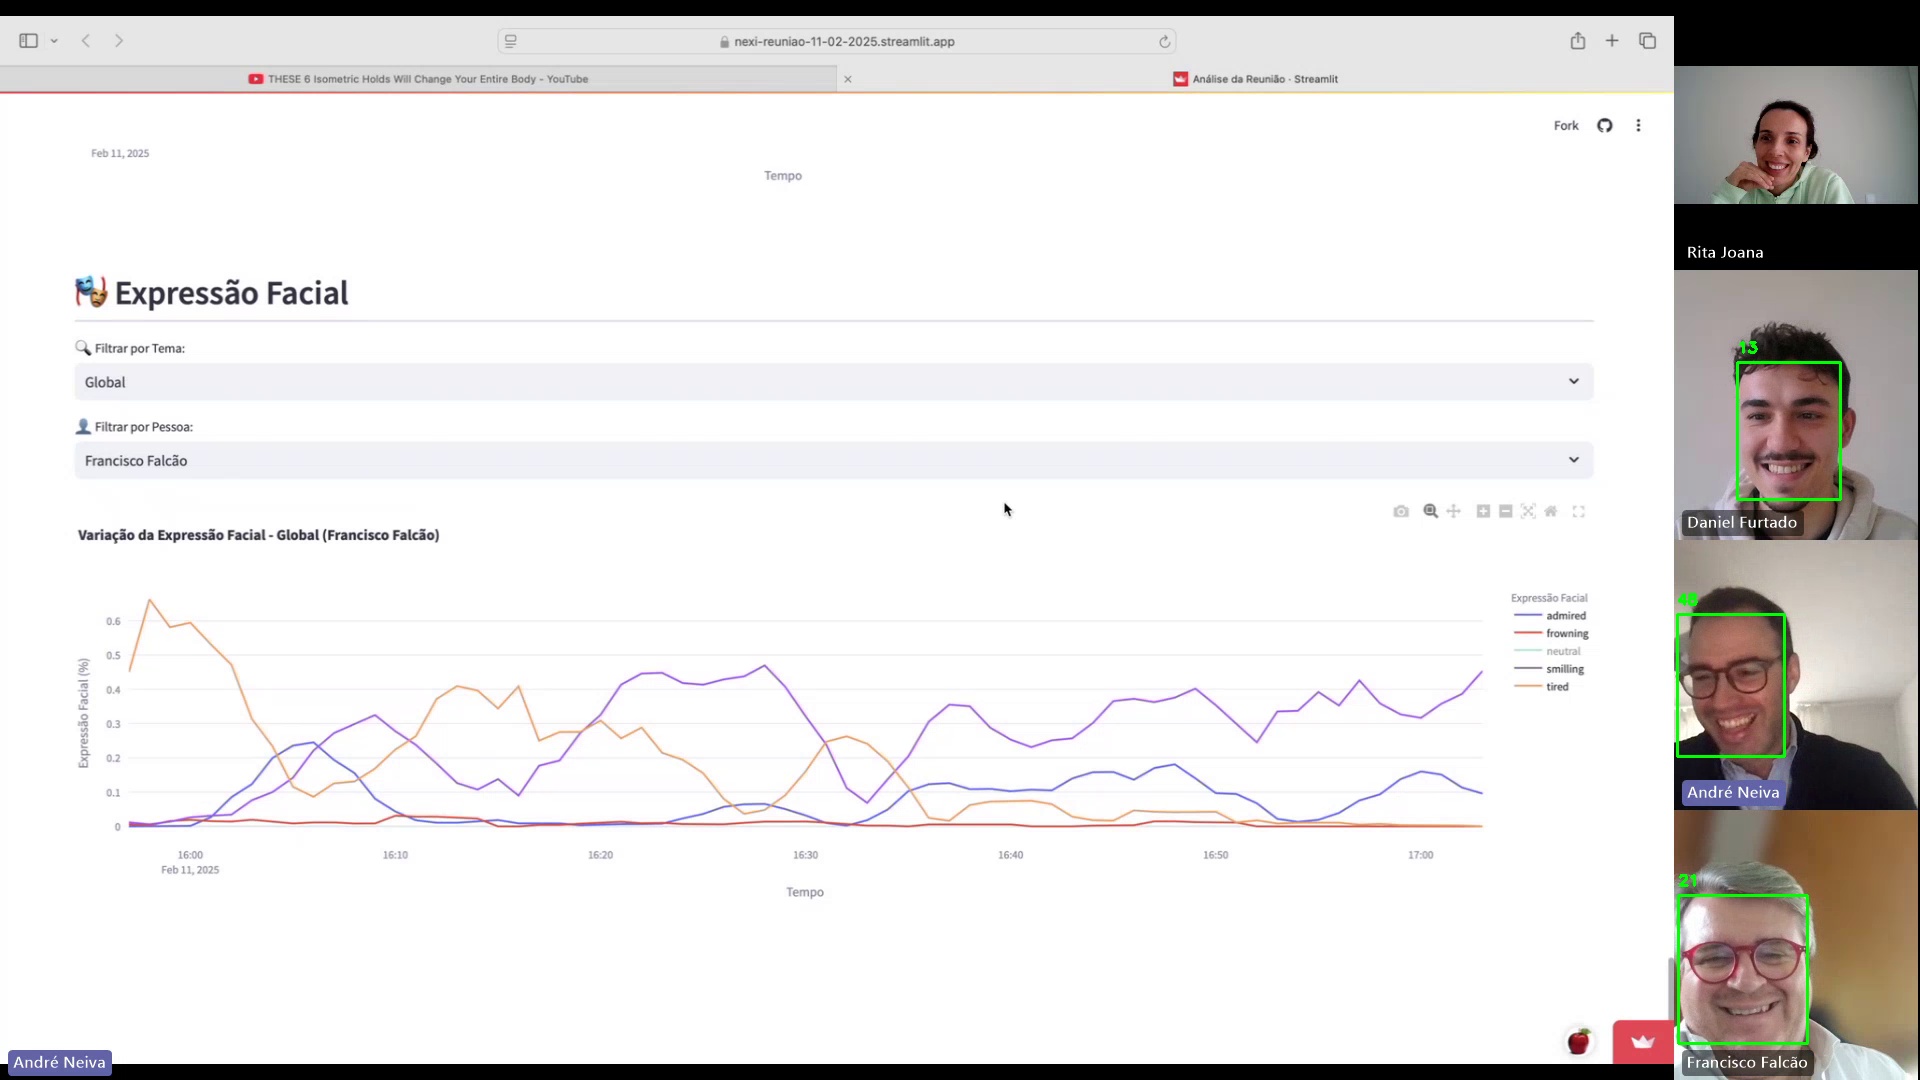 nexi-reuniao-11-02-2025.streamlit.app
THESE 6 Isometric Holds Will Change Your Entire Body - YouTube
Análise da Reunião · Streamlit
Fork
Feb 11, 2025
Tempo
Expressão Facial
Filtrar por Tema:
Global
Filtrar por Pessoa:
Francisco Falcão
Variação da Expressão Facial - Global (Francisco Falcão)
Expressão Facial (%)
0.6
0.5
0.4
0.3
0.2
0.1
0
16:00
16:10
16:20
16:30
16:40
16:50
17:00
Feb 11, 2025
Tempo
Expressão Facial
admired
frowning
neutral
smilling
tired
André Neiva
Rita Joana
13
Daniel Furtado
André Neiva
21
Francisco Falcão